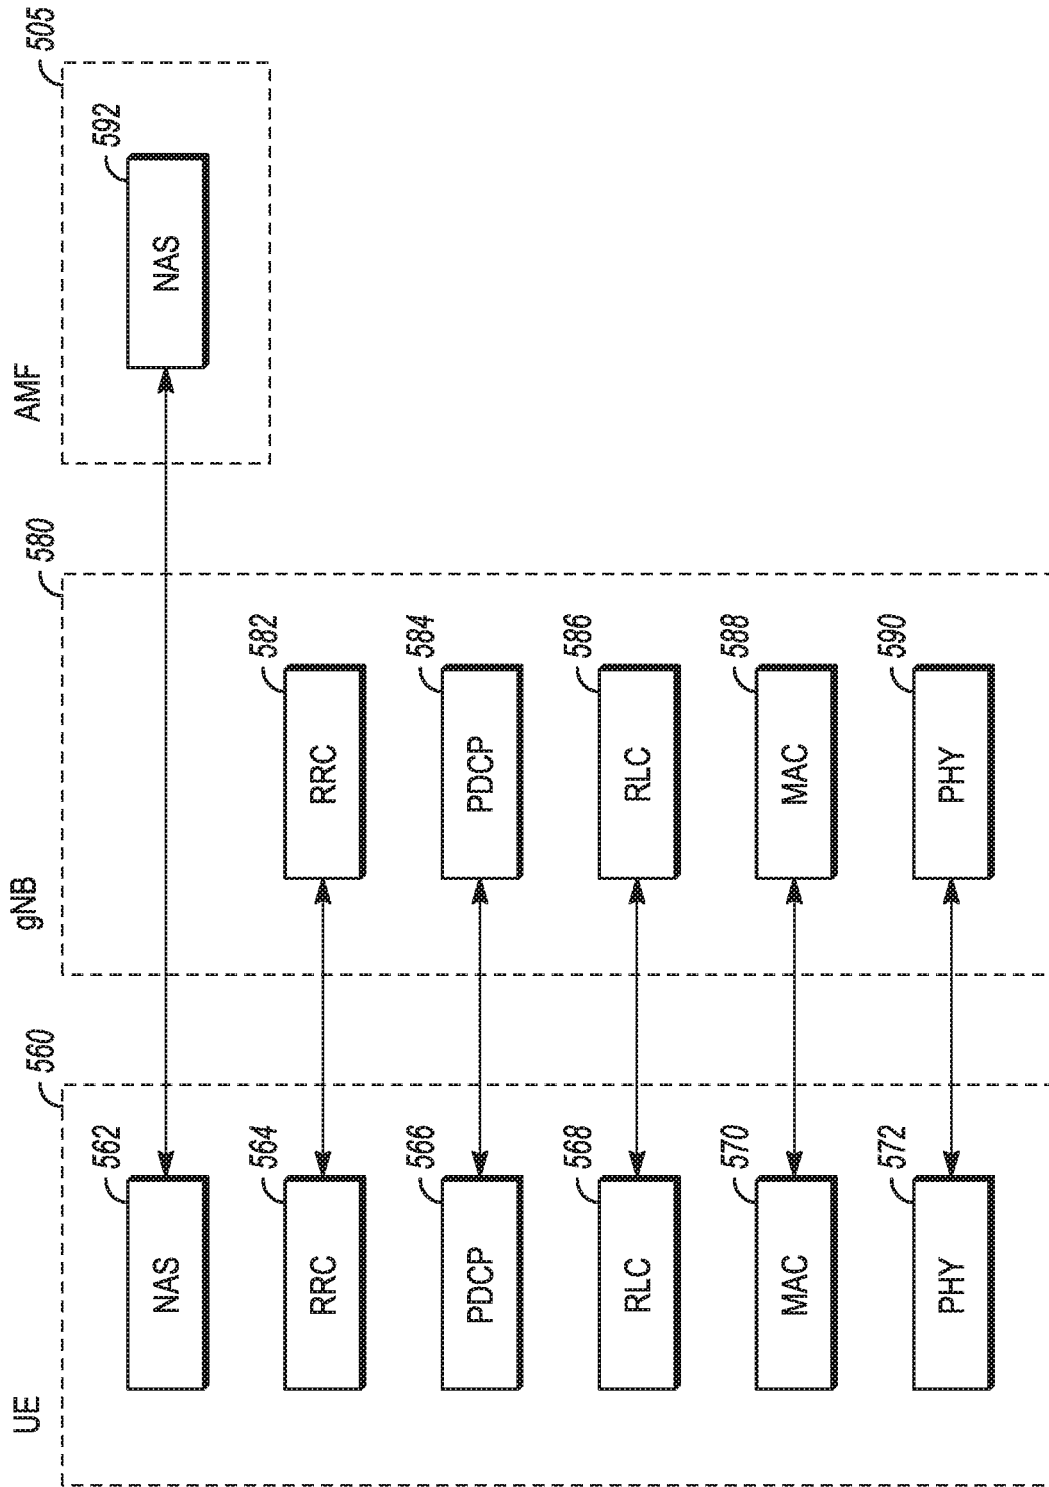 UE
560
NAS
562
RRC
564
PDCP
566
RLC
568
MAC
570
PHY
572
gNB
580
RRC
582
PDCP
584
RLC
586
MAC
588
PHY
590
AMF
505
NAS
592